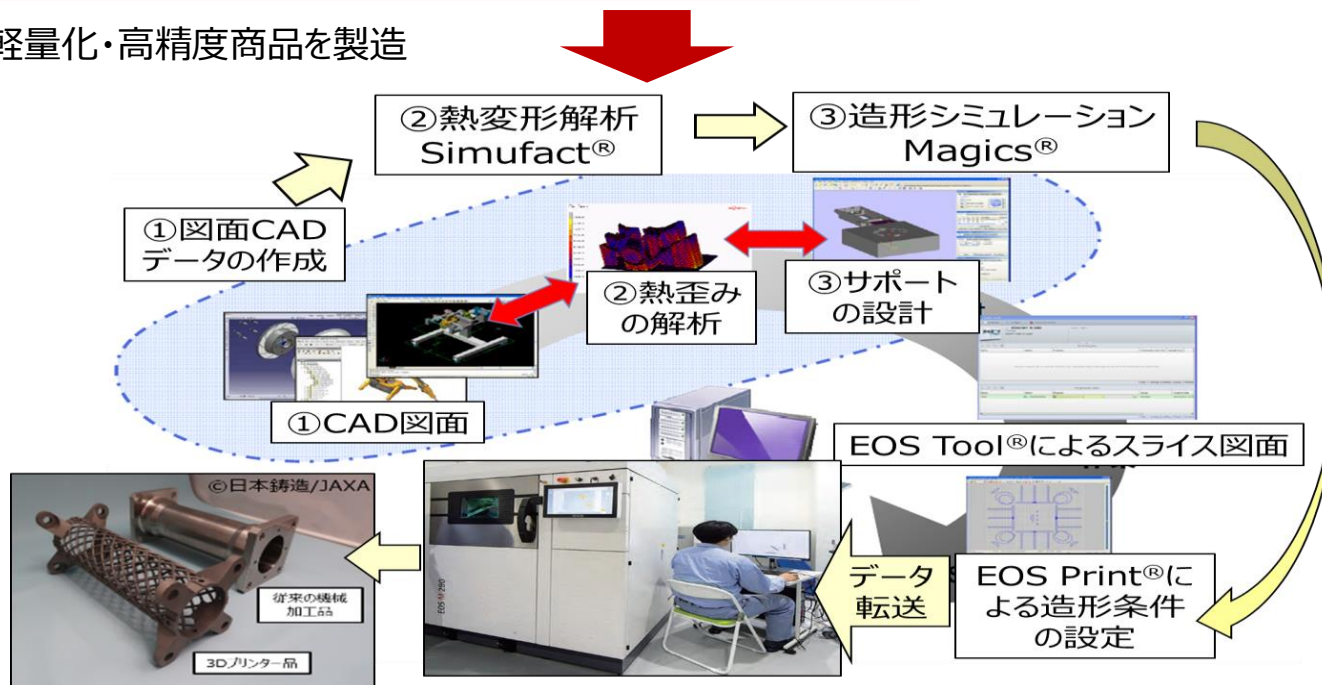 軽量化・高精度商品を製造
②熱変形解析
Simufact®
③造形シミュレーション
Magics®
①図面CAD
データの作成
②熱歪み
の解析
③サポート
の設計
①CAD図面
EOS Tool®によるスライス図面
EOS Print®に
よる造形条件
の設定
データ
転送
EOS M 290
©日本鋳造/JAXA
従来の機械
加工品
3Dプリンター品